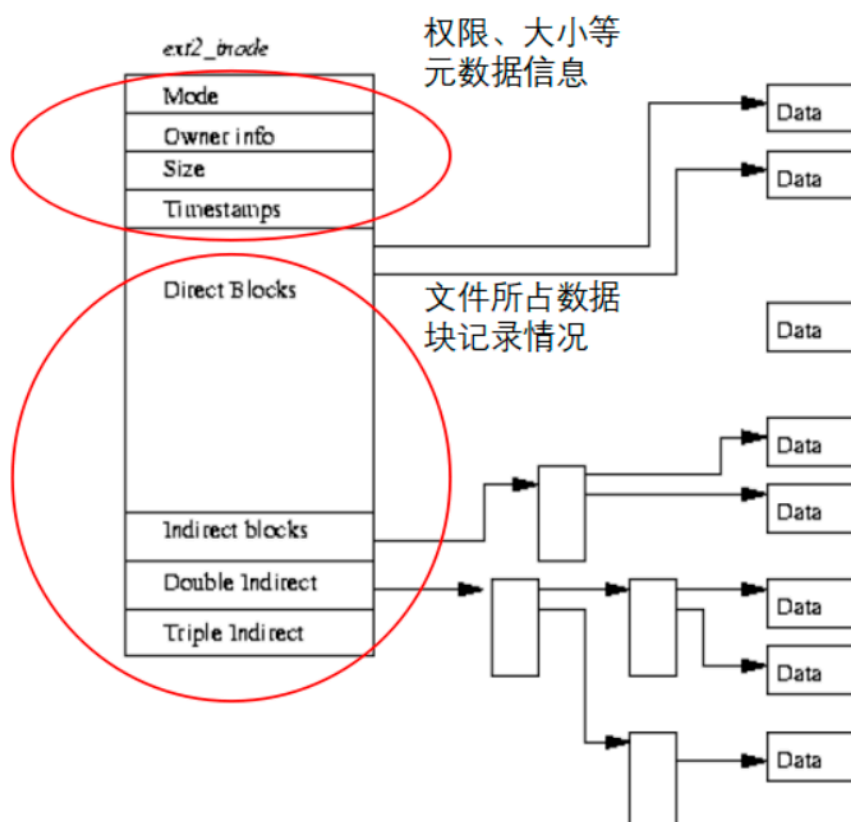 ext2_inode
权限、大小等
元数据信息
Mode
Owner info
Size
Timestamps
Data
Data
Direct Blocks
文件所占数据
块记录情况
Data
Data
Data
Indirect blocks
Double Indirect
Data
Triple Indirect
Data
Data